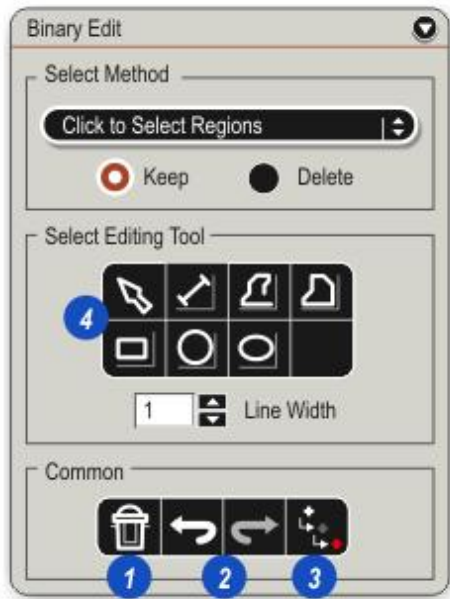 Binary Edit
Select Method
Click to Select Regions
Keep Delete
Select Editing Tool
4
1 Line Width
Common
1 2 3